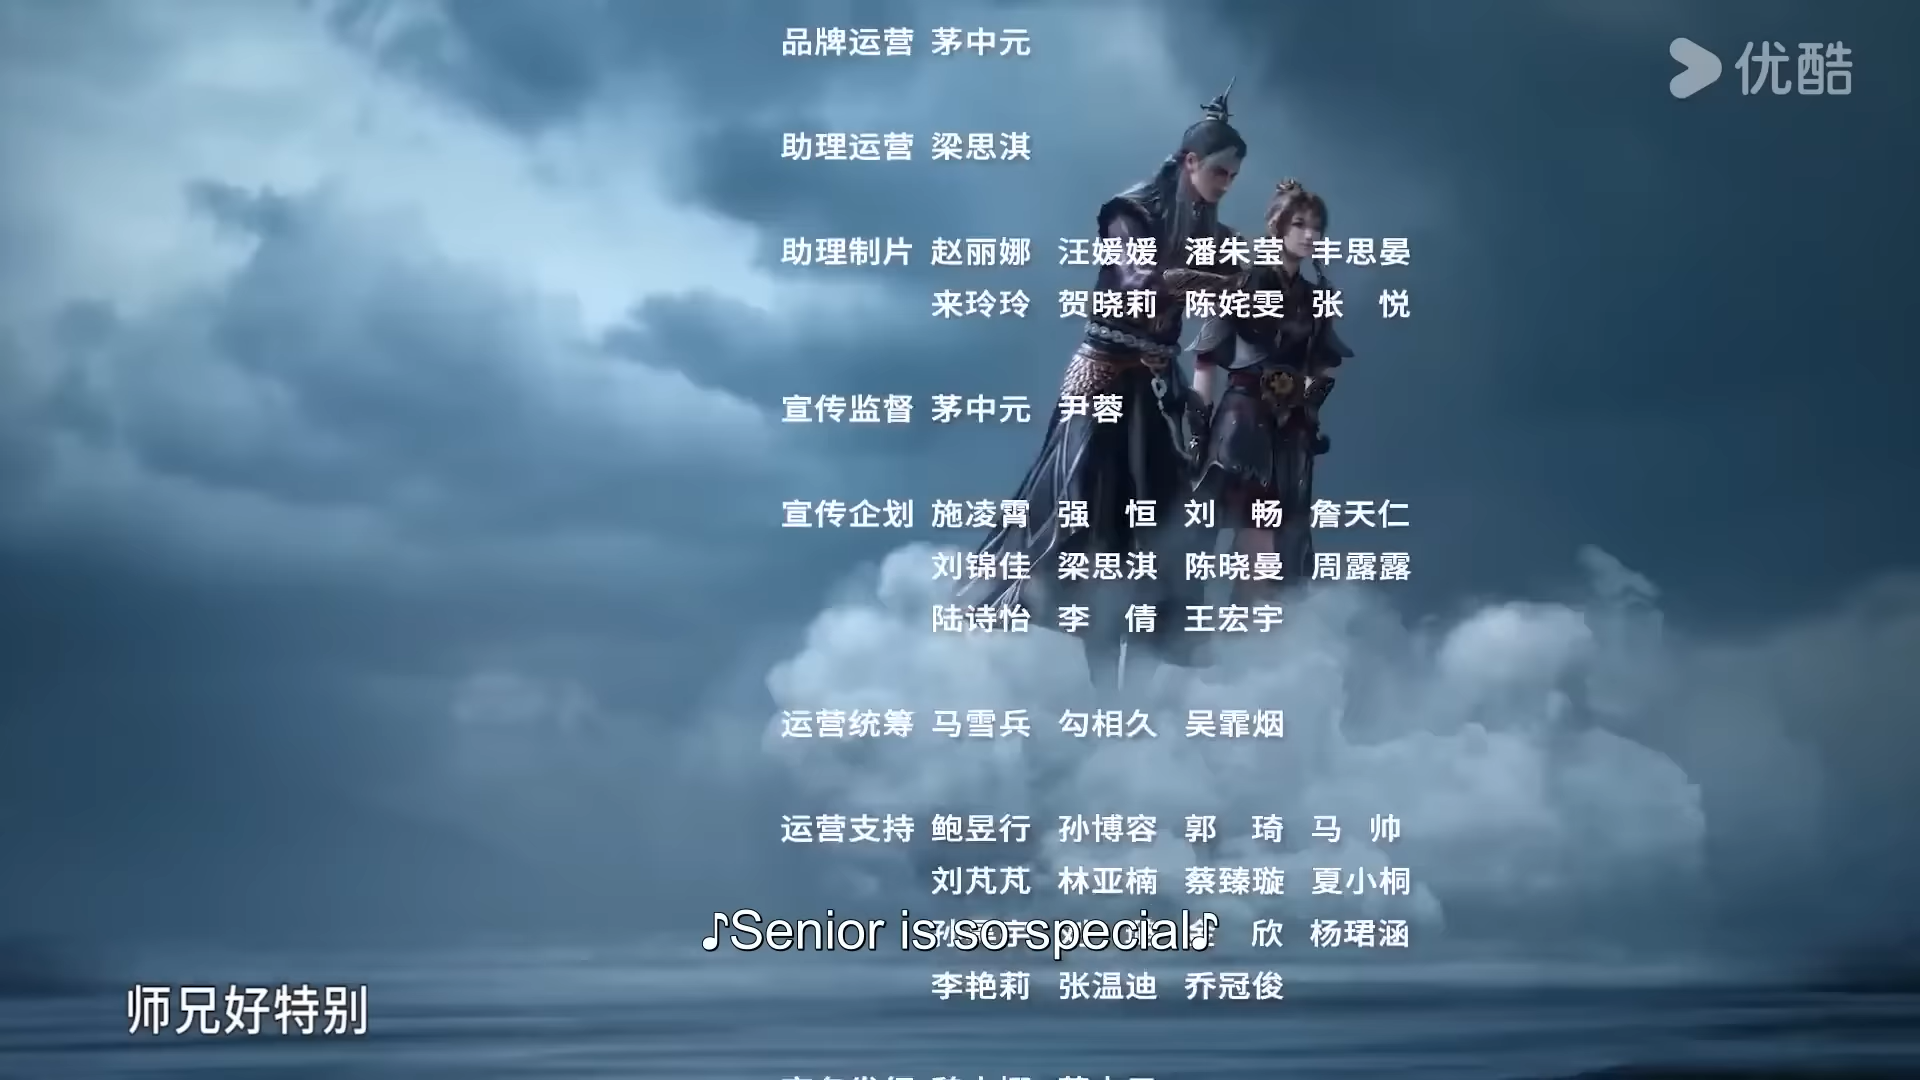 品牌运营 茅中元
优酷
助理运营 梁思淇
助理制片 赵丽娜 汪媛媛 潘朱莹 丰思晏
来玲玲 贺晓莉 陈姹雯 张 悦
宣传监督 茅中元 尹蓉
宣传企划 施凌霄 强 恒 刘 畅 詹天仁
刘锦佳 梁思淇 陈晓曼 周露露
陆诗怡 李 倩 王宏宇
运营统筹 马雪兵 勾相久 吴霏烟
运营支持 鲍昱行 孙博容 郭 琦 马 帅
刘芃芃 林亚楠 蔡臻璇 夏小桐
♪Senior is so special♪
欣 杨珺涵
李艳莉 张温迪 乔冠俊
师兄好特别